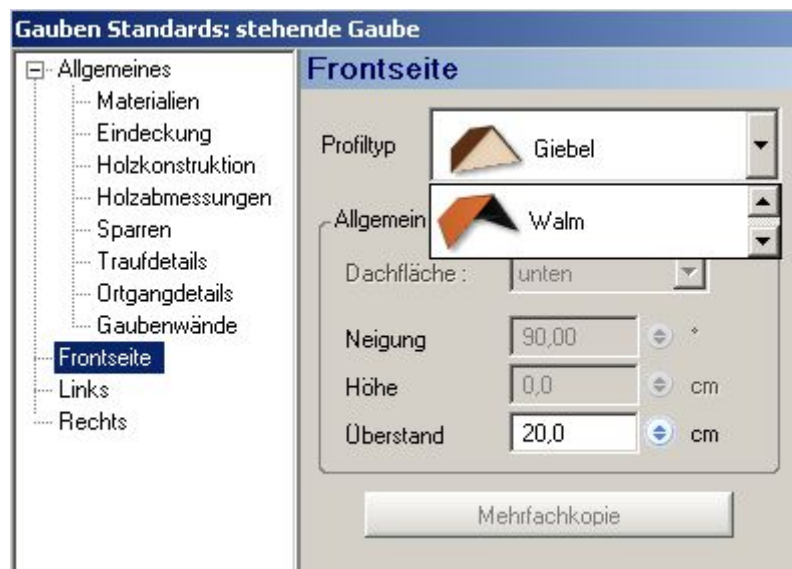 Gauben Standards: stehende Gaube
Allgemeines
Materialien
Eindeckung
Holzkonstruktion
Holzabmessungen
Sparren
Traufdetails
Ortgangdetails
Gaubenwände
Frontseite
Links
Rechts
Frontseite
Profiltyp Giebel
Walm
Allgemein
Dachfläche : unten
Neigung 90,00 °
Höhe 0,0 cm
Überstand 20,0 cm
Mehrfachkopie